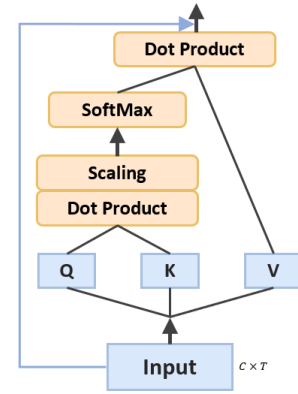 Dot Product
SoftMax
Scaling
Dot Product
Q K V
Input C × T